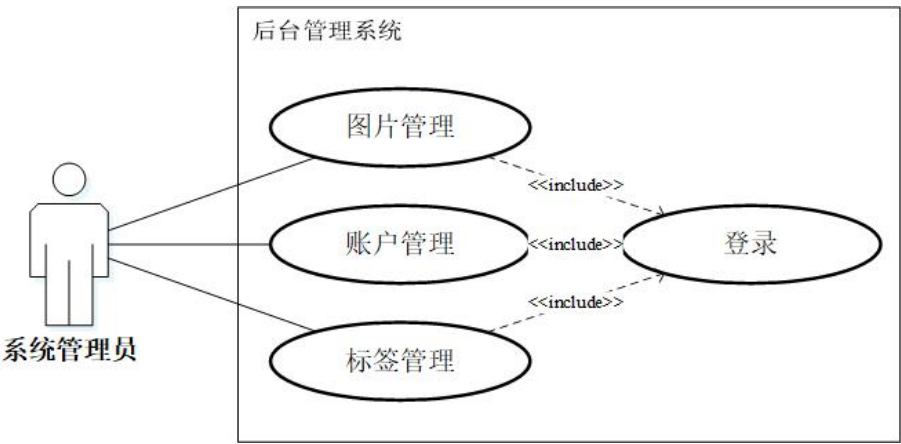 后台管理系统
图片管理
<<include>>
账户管理
<<include>>
登录
<<include>>
标签管理
系统管理员